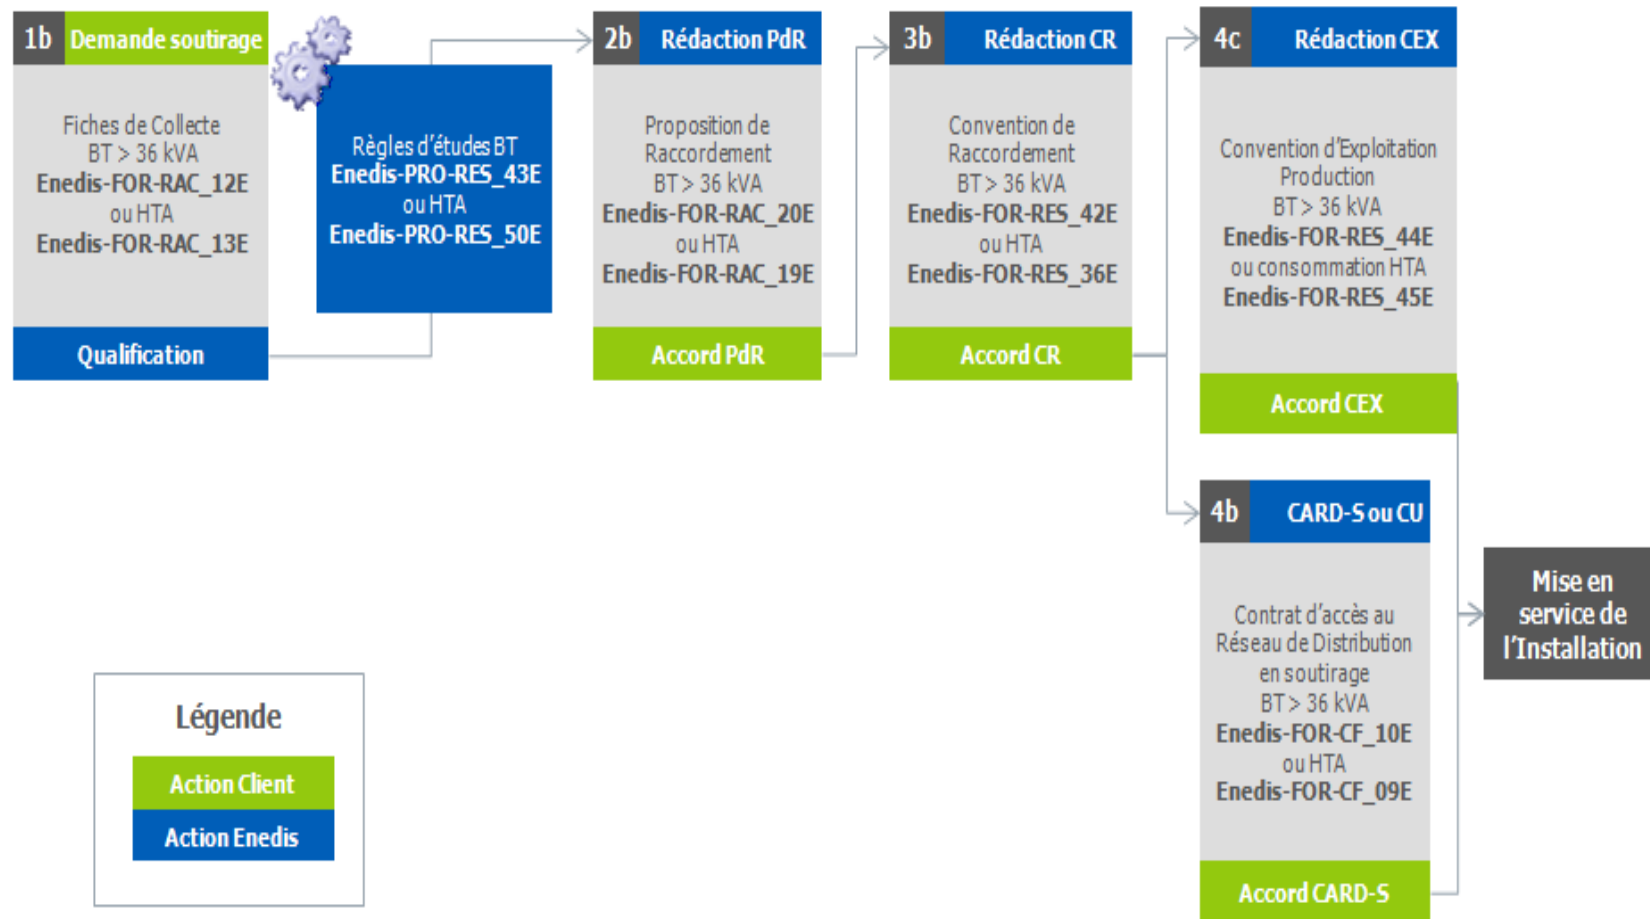 1b Demande soutirage
Fiches de Collecte
BT > 36 kVA
Enedis-FOR-RAC_12E
ou HTA
Enedis-FOR-RAC_13E
Qualification
Règles d'études BT
Enedis-PRO-RES_43E
ou HTA
Enedis-PRO-RES_50E
2b Rédaction PdR
Proposition de
Raccordement
BT > 36 kVA
Enedis-FOR-RAC_20E
ou HTA
Enedis-FOR-RAC_19E
Accord PdR
3b Rédaction CR
Convention de
Raccordement
BT > 36 kVA
Enedis-FOR-RES_42E
ou HTA
Enedis-FOR-RES_36E
Accord CR
4c Rédaction CEX
Convention d'Exploitation
Production
BT > 36 kVA
Enedis-FOR-RES_44E
ou consommation HTA
Enedis-FOR-RES_45E
Accord CEX
4b CARD-S ou CU
Contrat d'accès au
Réseau de Distribution
en soutirage
BT > 36 kVA
Enedis-FOR-CF_10E
ou HTA
Enedis-FOR-CF_09E
Accord CARD-S
Mise en
service de
l'Installation
Légende
Action Client
Action Enedis